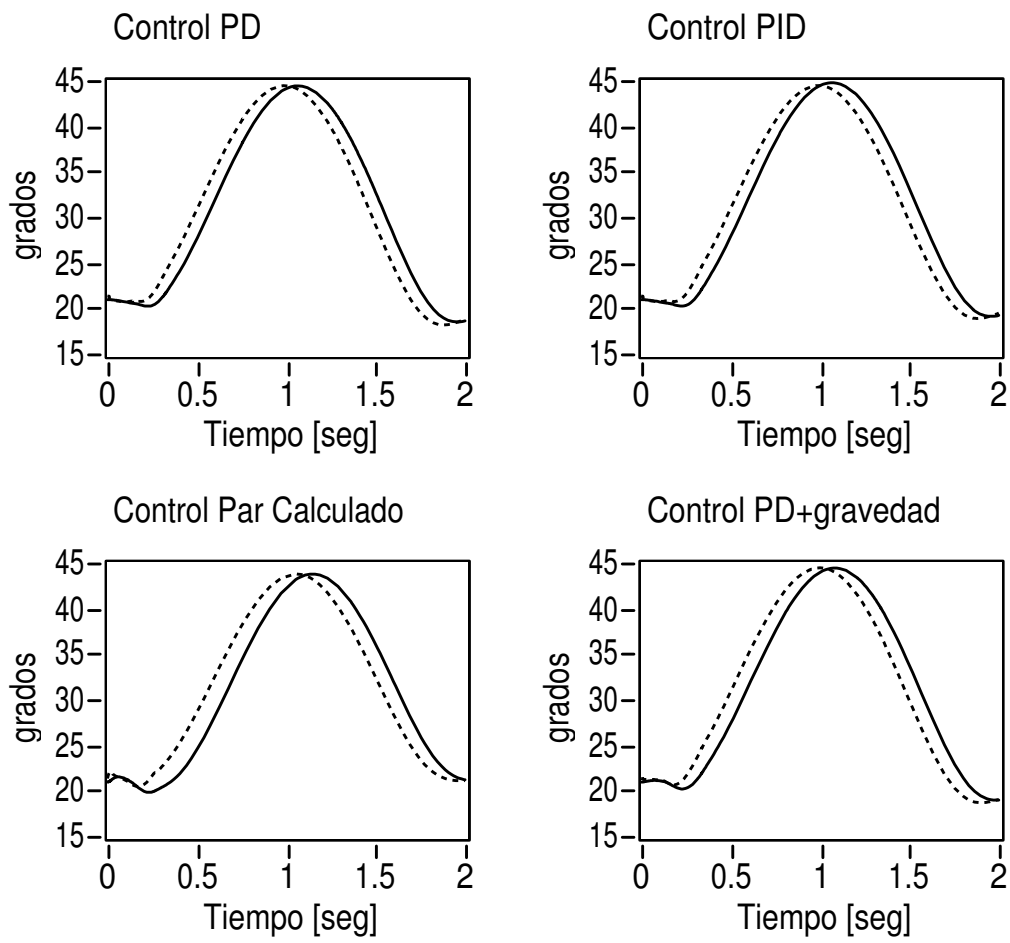 Control PD
45
40
35
30
25
20
15
grados
0 0.5 1 1.5 2
Tiempo [seg]
Control PID
45
40
35
30
25
20
15
grados
0 0.5 1 1.5 2
Tiempo [seg]
Control Par Calculado
45
40
35
30
25
20
15
grados
0 0.5 1 1.5 2
Tiempo [seg]
Control PD+gravedad
45
40
35
30
25
20
15
grados
0 0.5 1 1.5 2
Tiempo [seg]